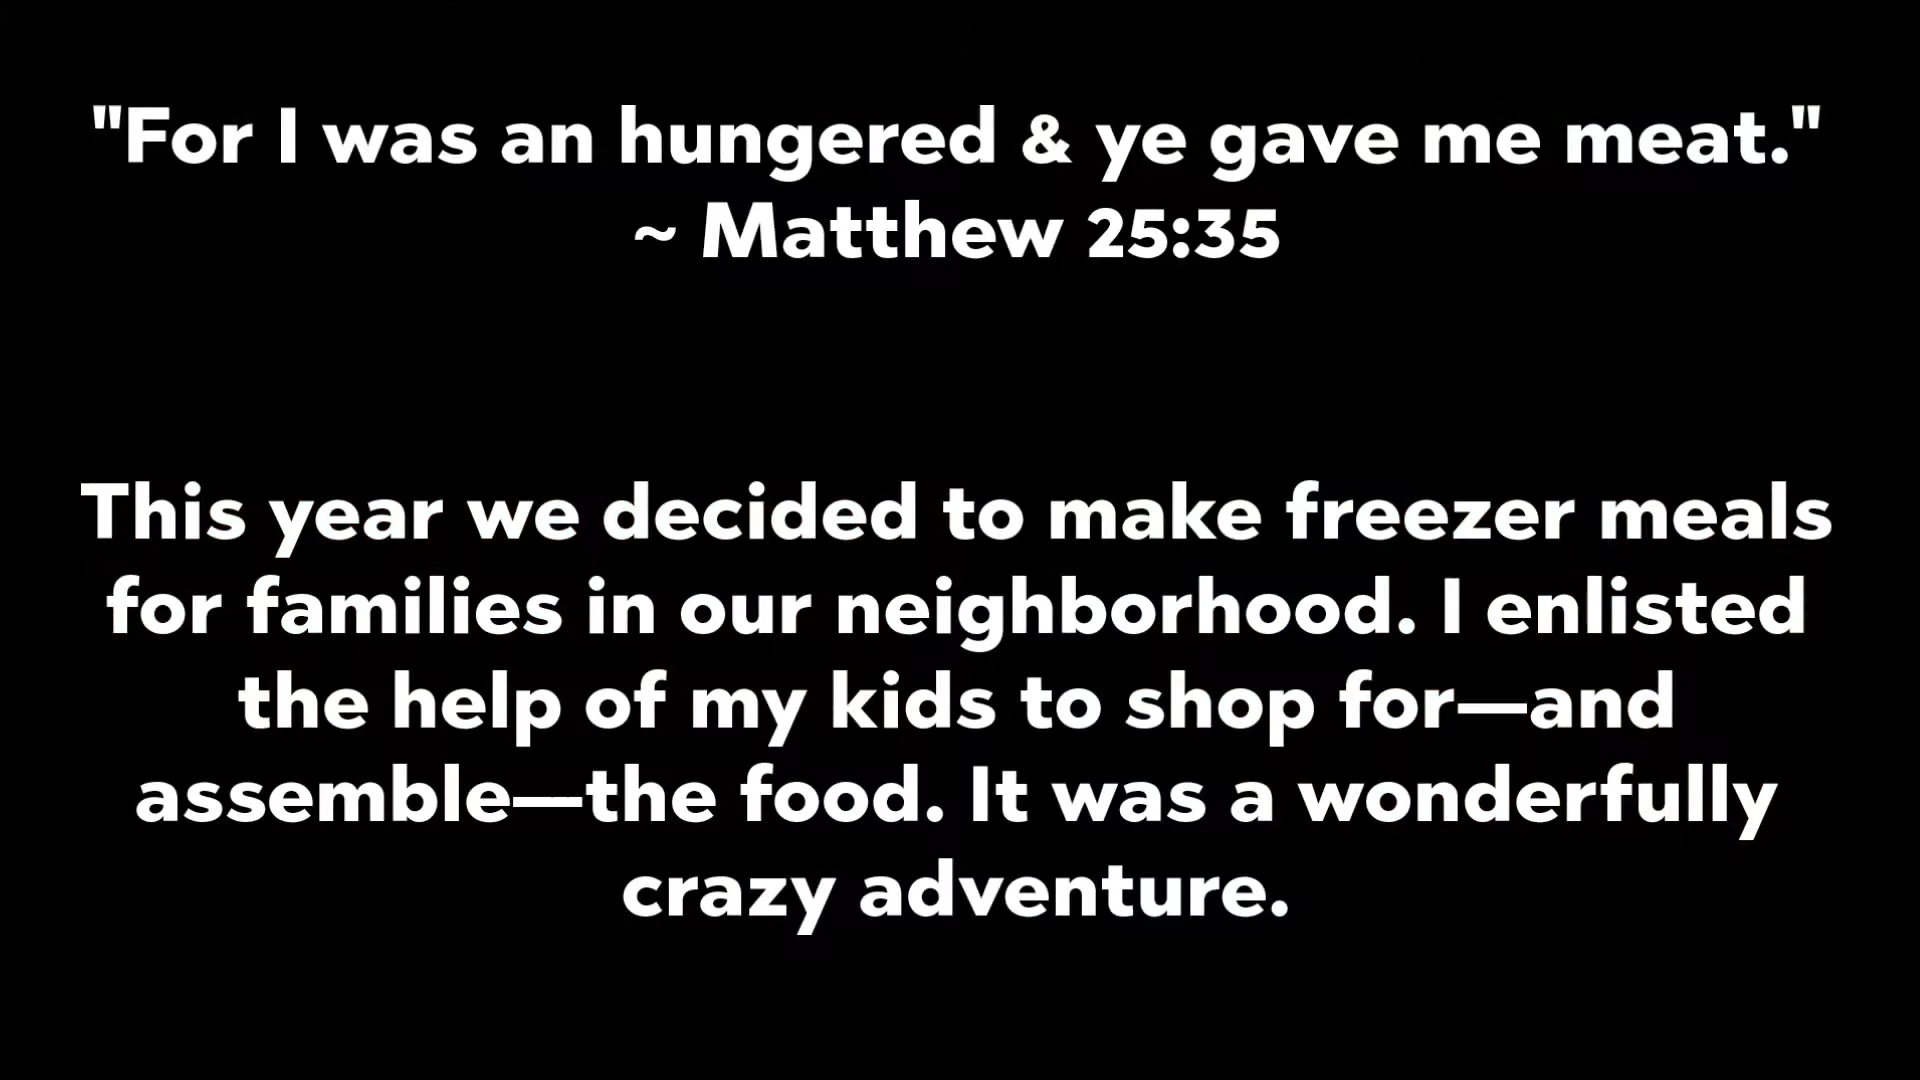 "For I was an hungered & ye gave me meat."
~ Matthew 25:35
This year we decided to make freezer meals
for families in our neighborhood. I enlisted
the help of my kids to shop for—and
assemble—the food. It was a wonderfully
crazy adventure.